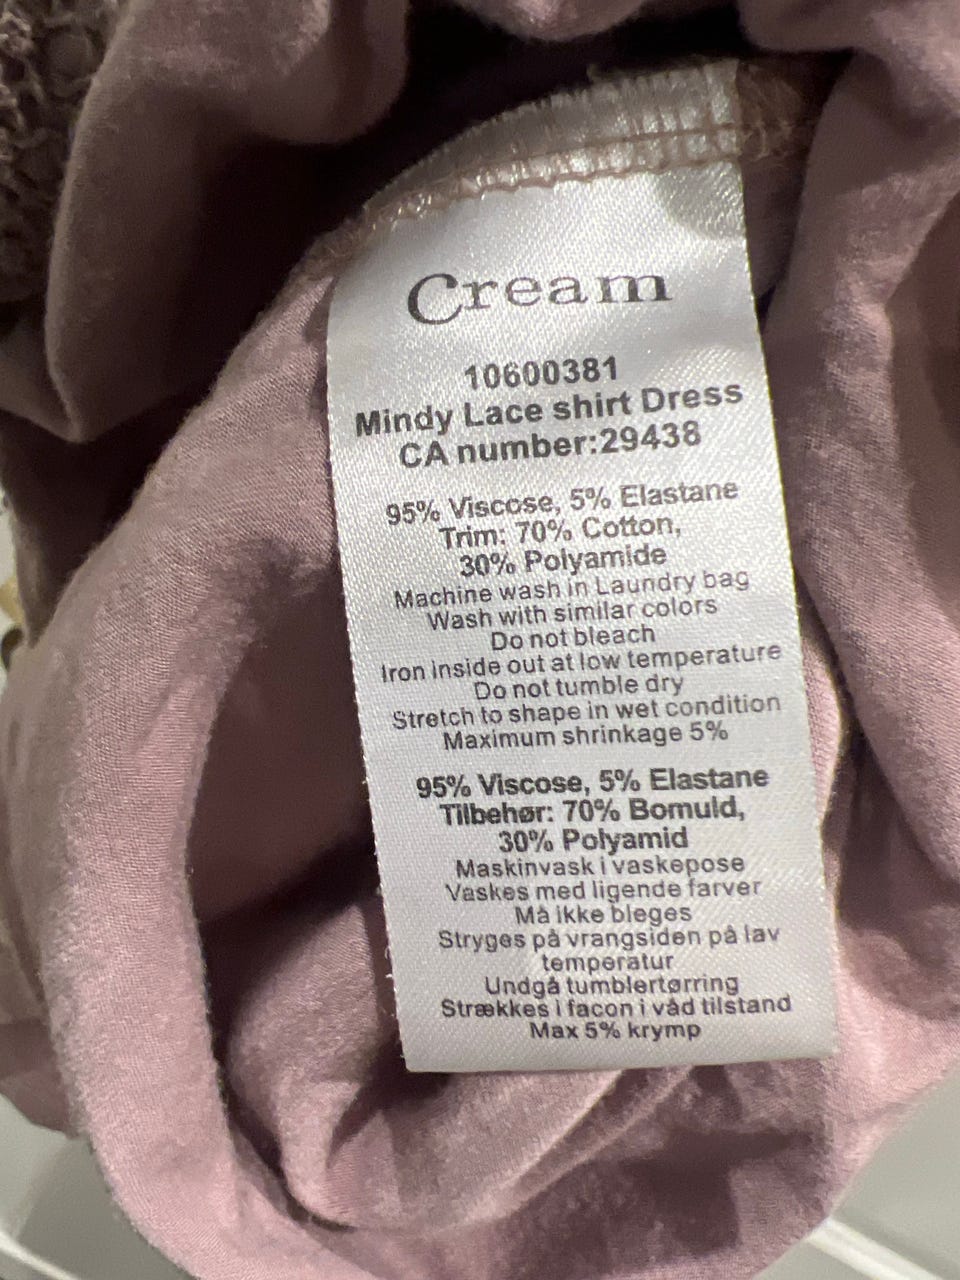 Cream
10600381
Mindy Lace shirt Dress
CA number:29438
95% Viscose, 5% Elastane
Trim: 70% Cotton,
30% Polyamide
Machine wash in Laundry bag
Wash with similar colors
Do not bleach
Iron inside out at low temperature
Do not tumble dry
Stretch to shape in wet condition
Maximum shrinkage 5%
95% Viscose, 5% Elastane
Tilbehør: 70% Bomuld,
30% Polyamid
Maskinvask i vaskepose
Vaskes med ligende farver
Må ikke bleges
Stryges på vrangsiden på lav
temperatur
Undgå tumblertørring
Strækkes i facon i våd tilstand
Max 5% krymp